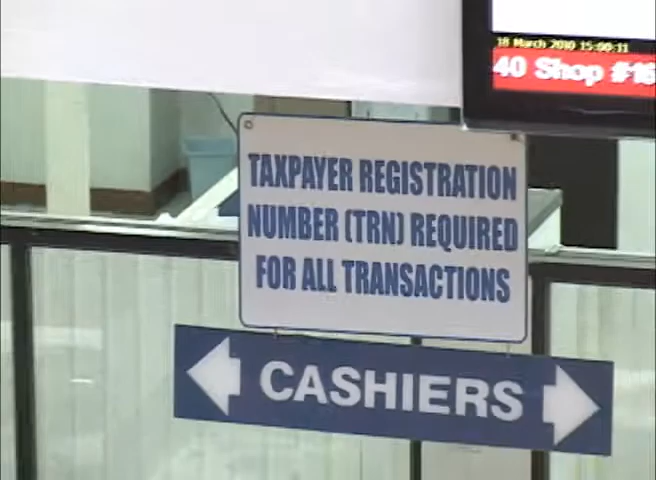 18 March 2010 15:00:11
40 Shop #16
TAXPAYER REGISTRATION
NUMBER (TRN) REQUIRED
FOR ALL TRANSACTIONS
CASHIERS